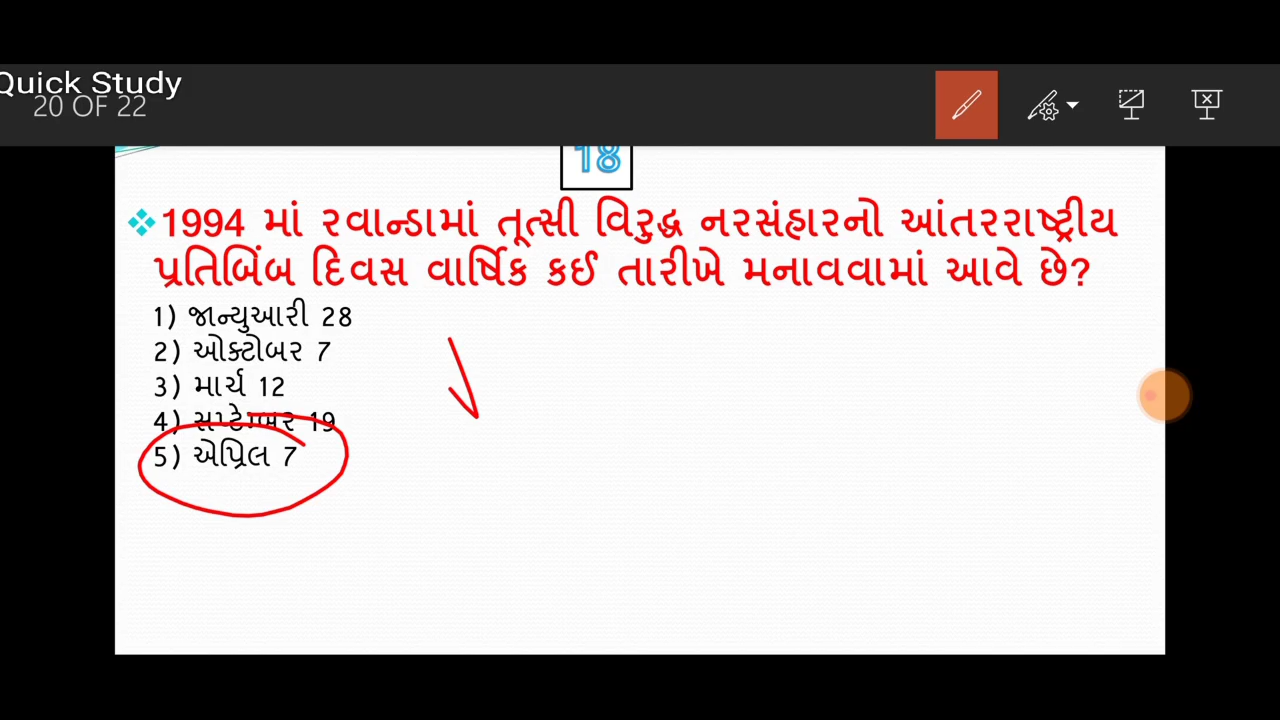 Quick Study
20 OF 22
18
1994 માં રવાન્ડામાં તૂત્સી વિરુદ્ધ નરસંહારનો આંતરરાષ્ટ્રીય
પ્રતિબિંબ દિવસ વાર્ષિક કઈ તારીખે મનાવવામાં આવે છે?
1) જાન્યુઆરી 28
2) ઓક્ટોબર 7
3) માર્ચ 12
4) સપ્ટેમ્બર 19
5) એપ્રિલ 7